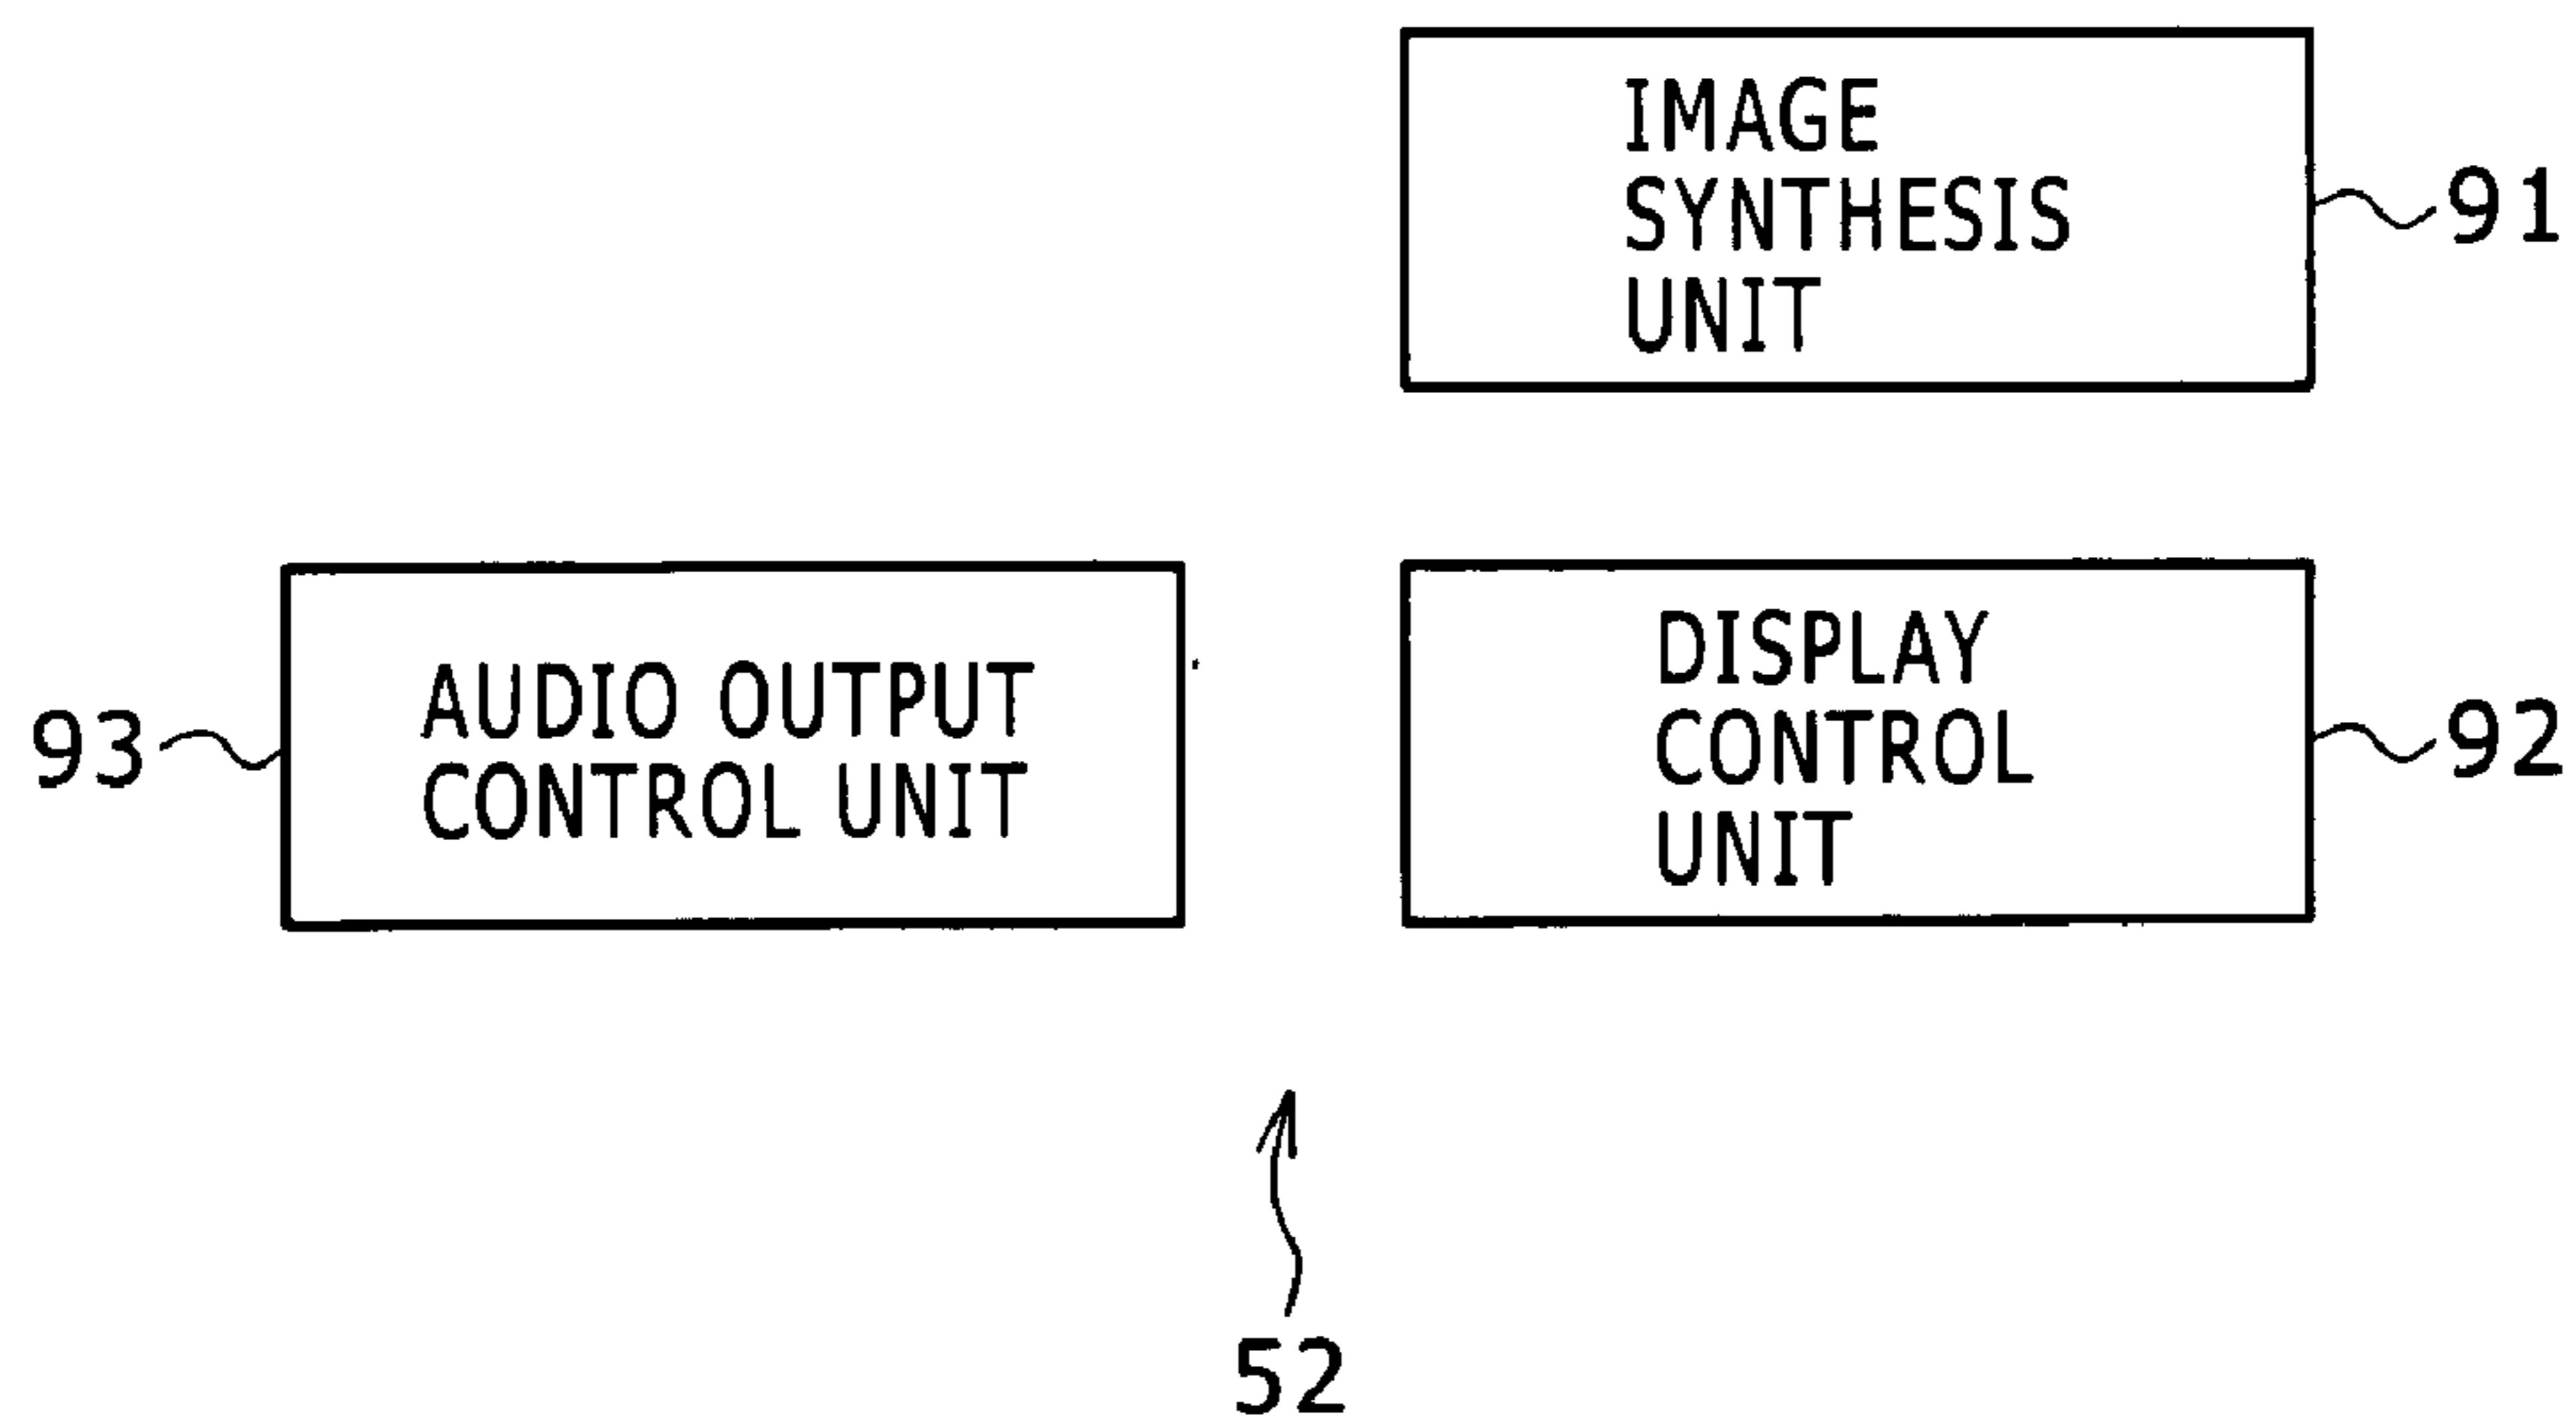 IMAGE
SYNTHESIS
UNIT
91
93
AUDIO OUTPUT
CONTROL UNIT
DISPLAY
CONTROL
UNIT
92
52